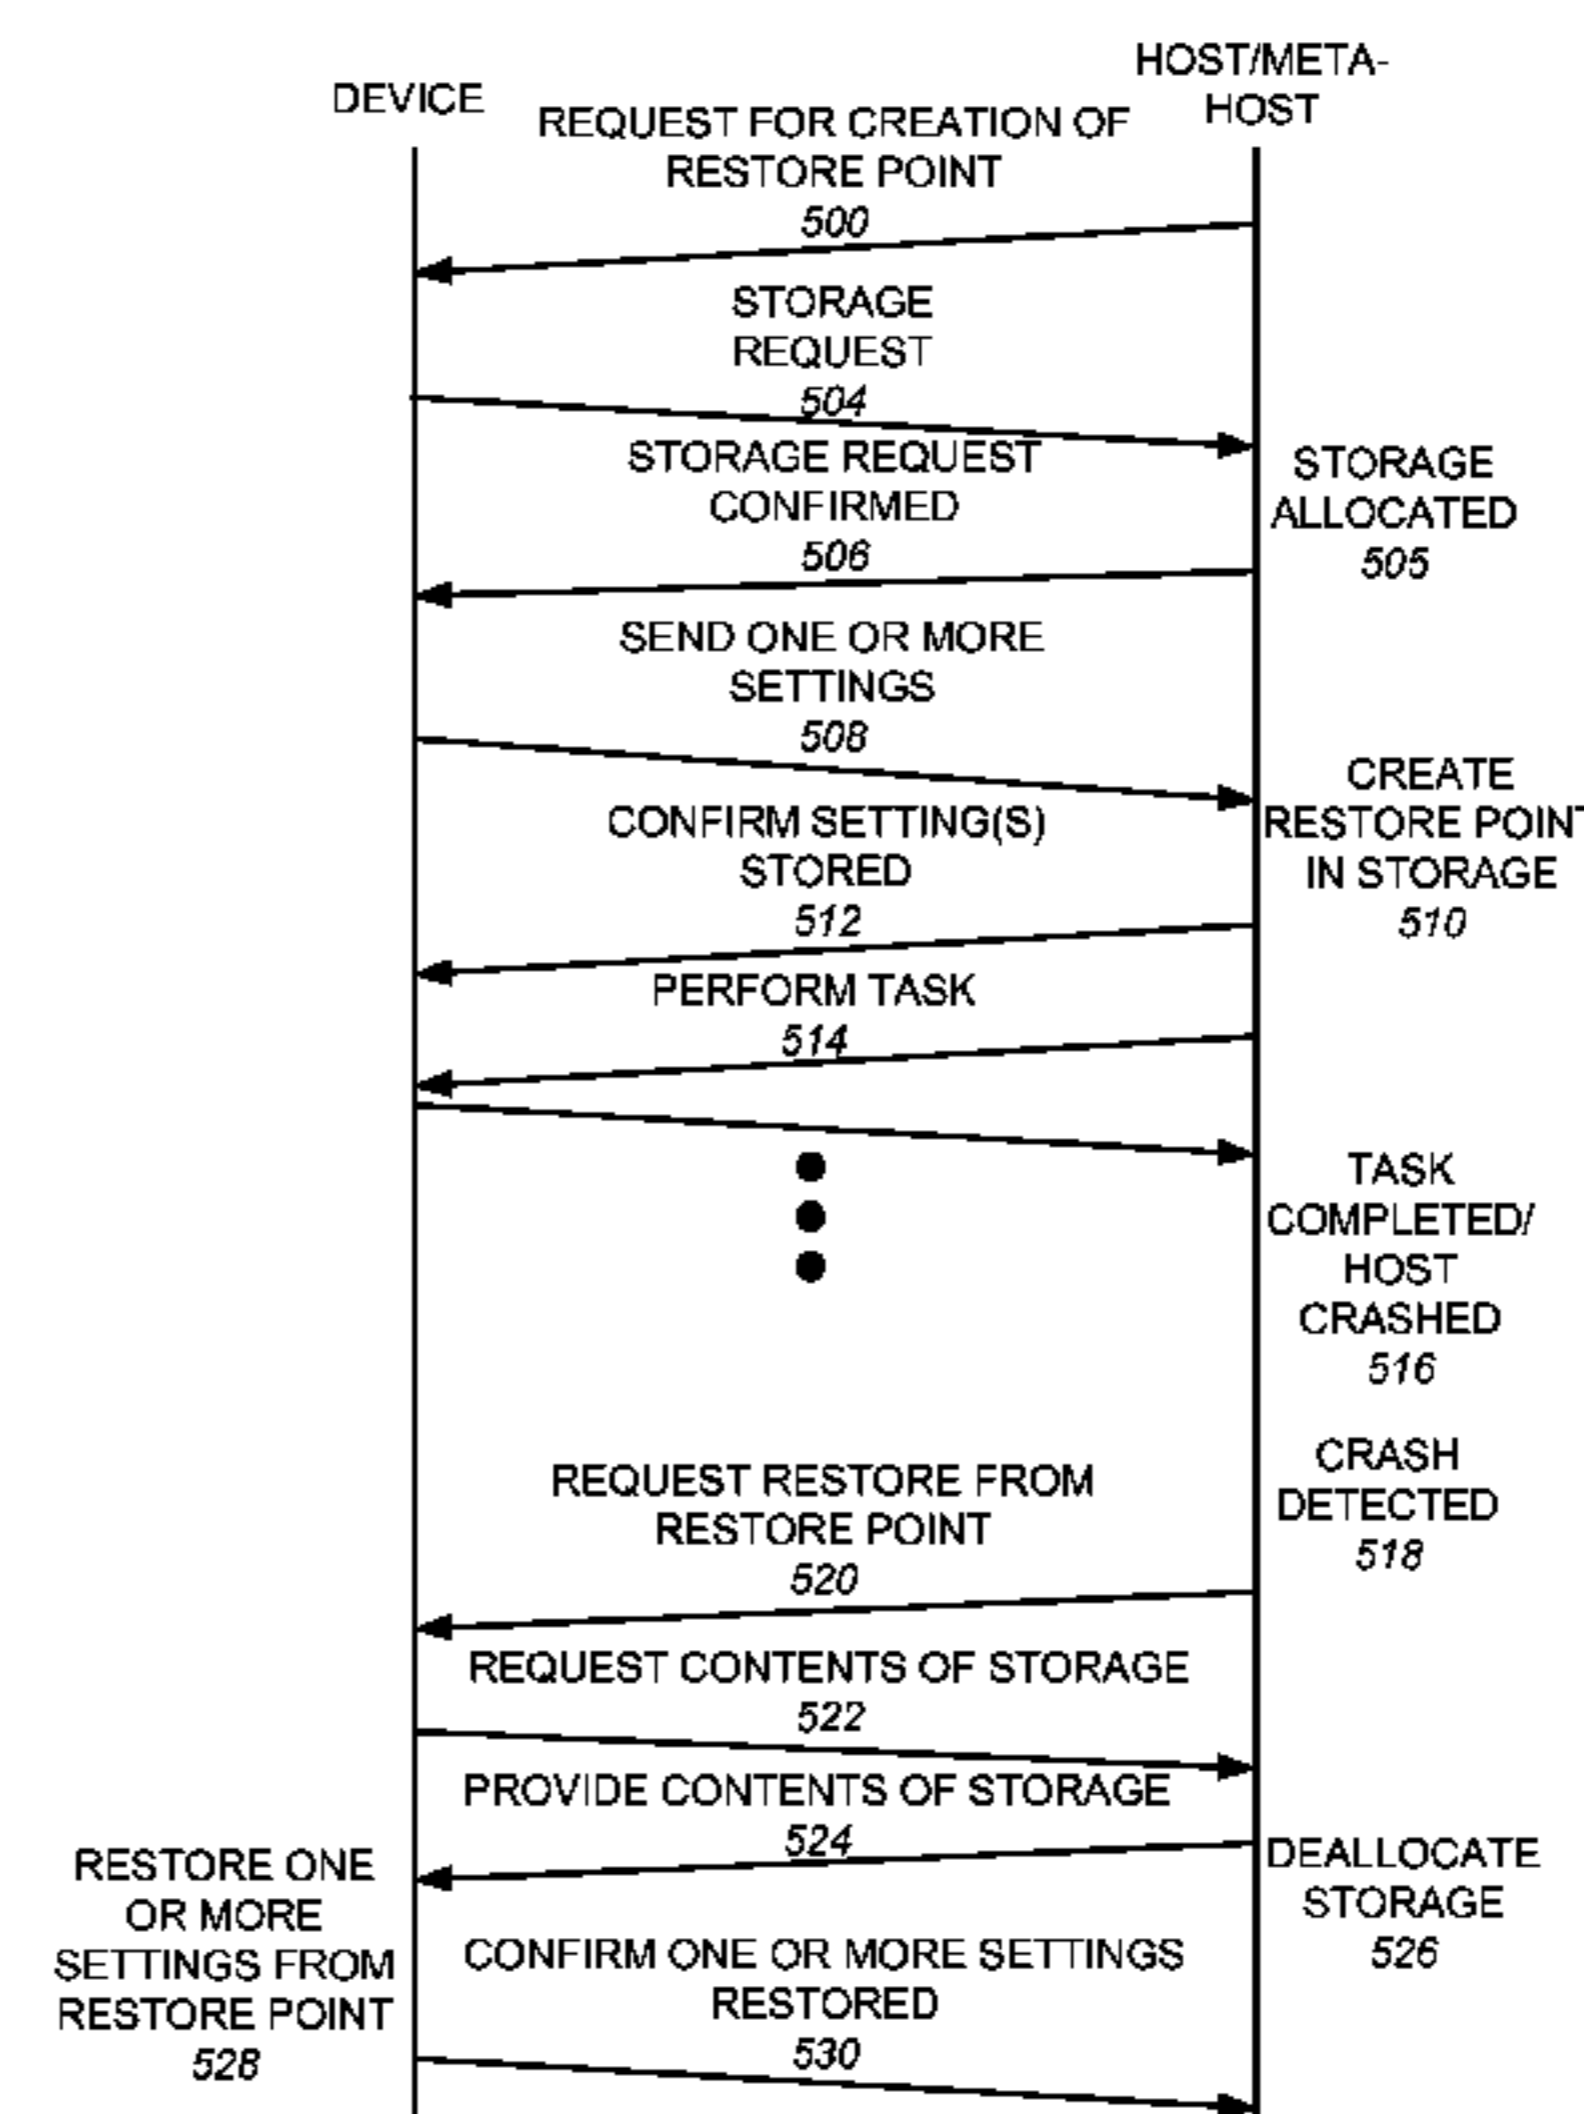 DEVICE
HOST/META-
HOST
REQUEST FOR CREATION OF
RESTORE POINT
500
STORAGE
REQUEST
504
STORAGE REQUEST
CONFIRMED
506
STORAGE
ALLOCATED
505
SEND ONE OR MORE
SETTINGS
508
CREATE
RESTORE POINT
IN STORAGE
510
CONFIRM SETTING(S)
STORED
512
PERFORM TASK
514
TASK
COMPLETED/
HOST
CRASHED
516
CRASH
DETECTED
518
REQUEST RESTORE FROM
RESTORE POINT
520
REQUEST CONTENTS OF STORAGE
522
PROVIDE CONTENTS OF STORAGE
524
DEALLOCATE
STORAGE
526
RESTORE ONE
OR MORE
SETTINGS FROM
RESTORE POINT
528
CONFIRM ONE OR MORE SETTINGS
RESTORED
530